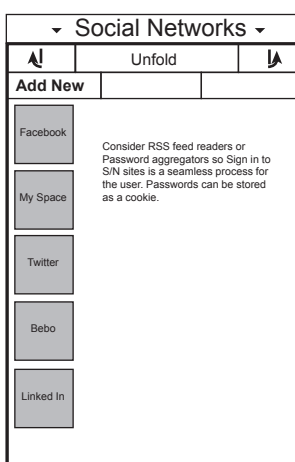 Social Networks
Unfold
Add New
Facebook
Consider RSS feed readers or
Password aggregators so Sign in to
S/N sites is a seamless process for
the user. Passwords can be stored
as a cookie.
My Space
Twitter
Bebo
Linked In